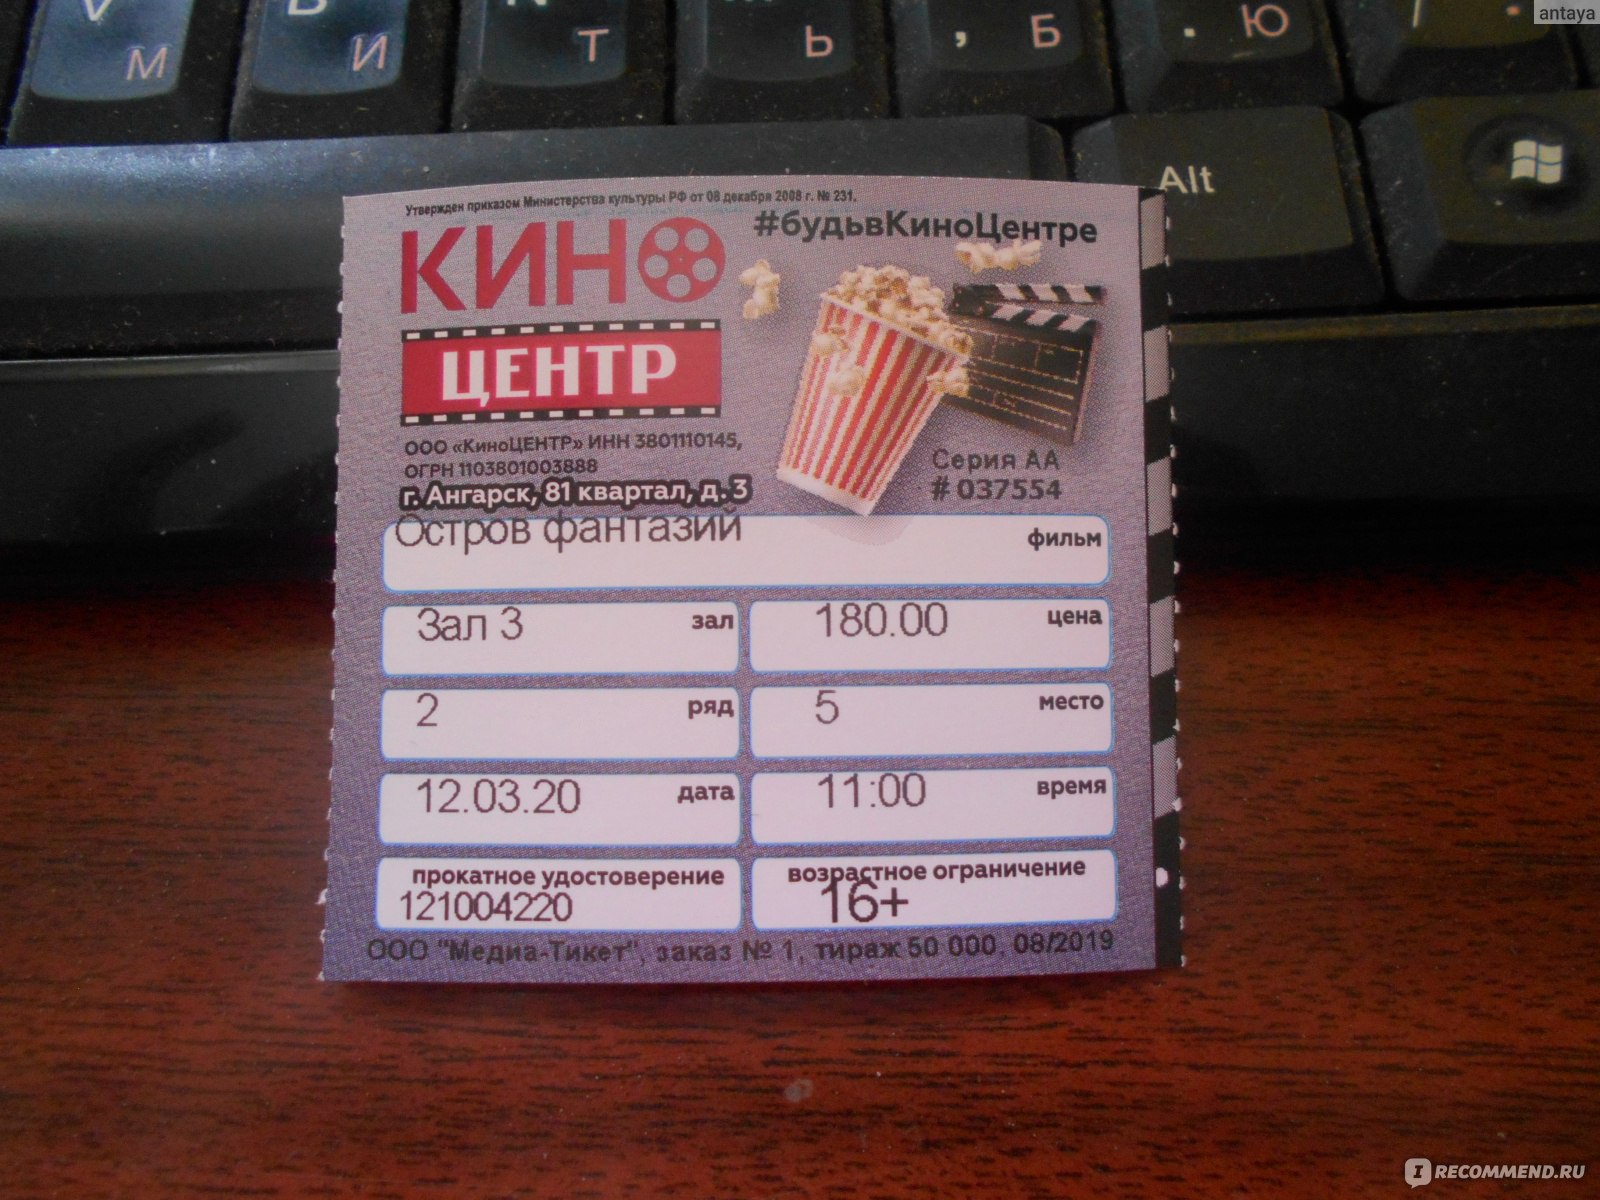 antaya
М И Т Ь , Б . Ю
Alt
Утвержден приказом Министерства культуры РФ от 08 декабря 2008 г. № 231.
КИНО
#будьвКиноЦентре
ЦЕНТР
ООО «КиноЦЕНТР» ИНН 3801110145,
ОГРН 1103801003888
г. Ангарск, 81 квартал, д. 3
Серия АА
# 037554
Остров фантазий фильм
Зал 3 зал 180.00 цена
2 ряд 5 место
12.03.20 дата 11:00 время
прокатное удостоверение возрастное ограничение
121004220 16+
ООО "Медиа-Тикет", заказ № 1, тираж 50 000, 08/2019
IRECOMMEND.RU